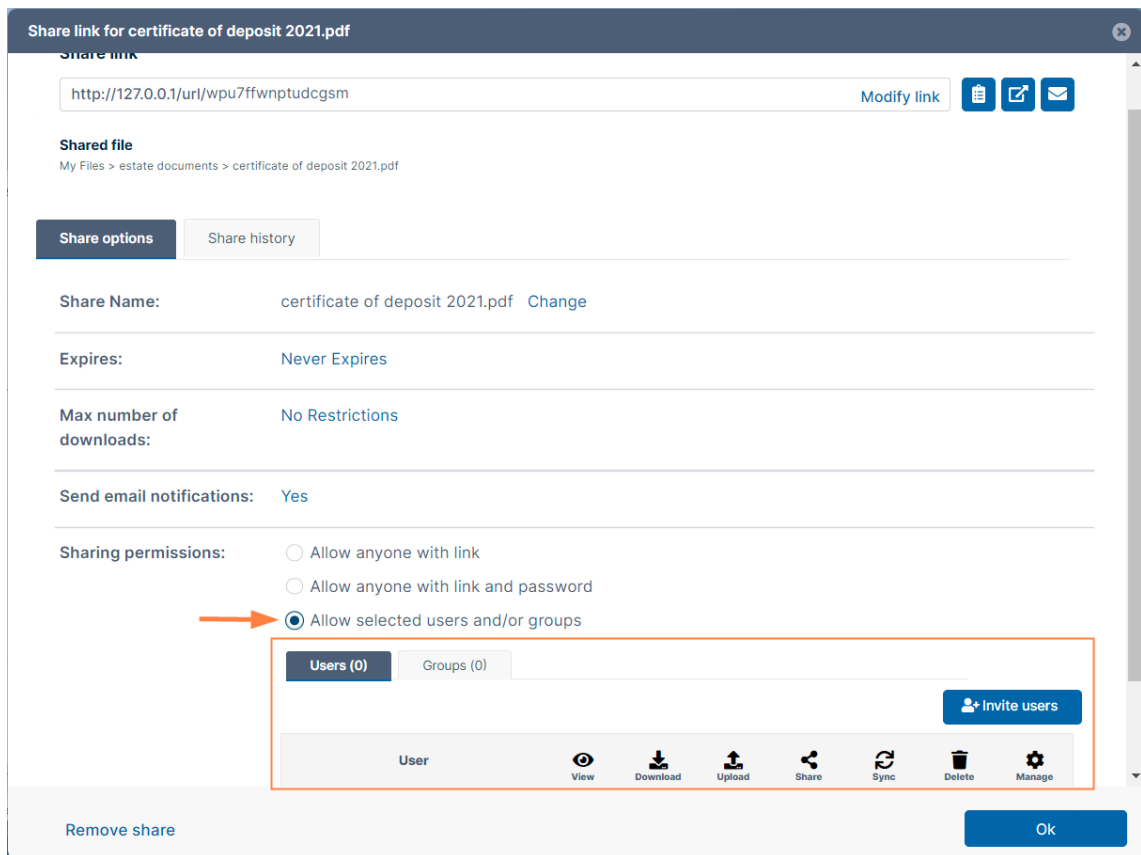 Share link for certificate of deposit 2021.pdf
Share link
http://127.0.0.1/url/wpu7ffwnptudcgsm
Modify link
Shared file
My Files > estate documents > certificate of deposit 2021.pdf
Share options
Share history
Share Name:
certificate of deposit 2021.pdf Change
Expires:
Never Expires
Max number of
downloads:
No Restrictions
Send email notifications:
Yes
Sharing permissions:
Allow anyone with link
Allow anyone with link and password
Allow selected users and/or groups
Users (0)
Groups (0)
Invite users
User
View
Download
Upload
Share
Sync
Delete
Manage
Remove share
Ok